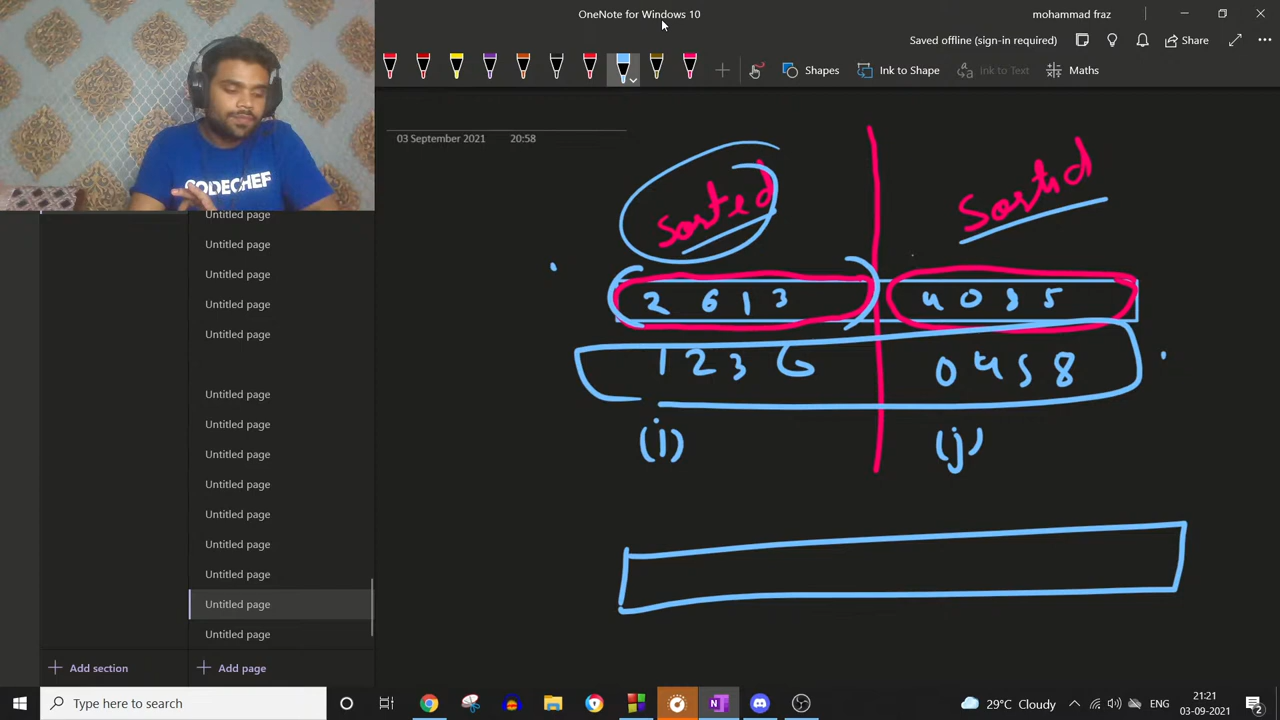 OneNote for Windows 10
mohammad fraz
Saved offline (sign-in required)
Share
Shapes
Ink to Shape
Ink to Text
Maths
03 September 2021 20:58
CODECHEF
Sorted
Sorted
2 6 1 3
4 0 8 5
1 2 3 6
0 4 5 8
(i)
(j)
Untitled page
Untitled page
Untitled page
Untitled page
Untitled page
Untitled page
Untitled page
Untitled page
Untitled page
Untitled page
Untitled page
Untitled page
Untitled page
Untitled page
Add section
Add page
Type here to search
29°C Cloudy
ENG
21:21
03-09-2021
2